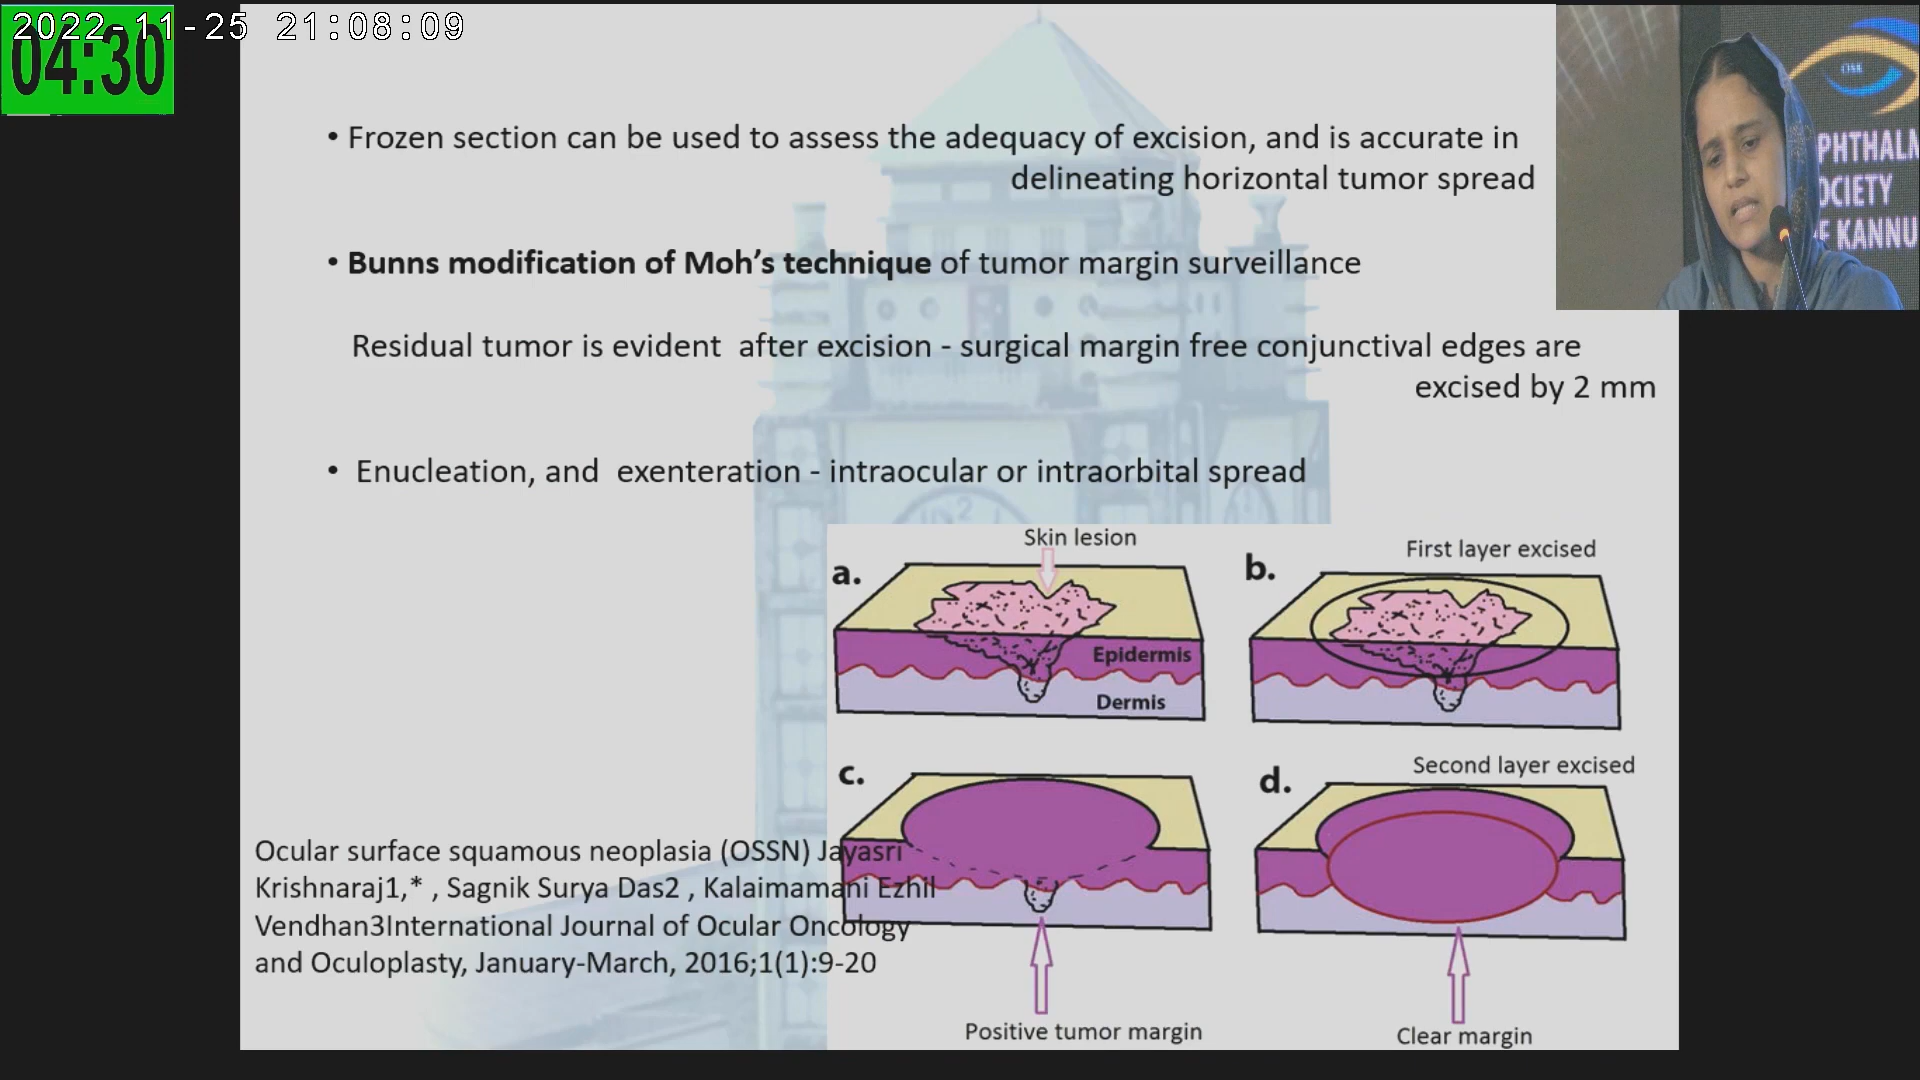 2022-11-25 21:08:09
04:30
• Frozen section can be used to assess the adequacy of excision, and is accurate in
delineating horizontal tumor spread
• Bunns modification of Moh’s technique of tumor margin surveillance
Residual tumor is evident after excision - surgical margin free conjunctival edges are
excised by 2 mm
• Enucleation, and exenteration - intraocular or intraorbital spread
Skin lesion
a.
Epidermis
Dermis
First layer excised
b.
c.
Positive tumor margin
Second layer excised
d.
Clear margin
Ocular surface squamous neoplasia (OSSN) Jayasri
Krishnaraj1,* , Sagnik Surya Das2 , Kalaimamani Ezhil
Vendhan3International Journal of Ocular Oncology
and Oculoplasty, January-March, 2016;1(1):9-20
OSK
PHTHALM
OCIETY
F KANNU